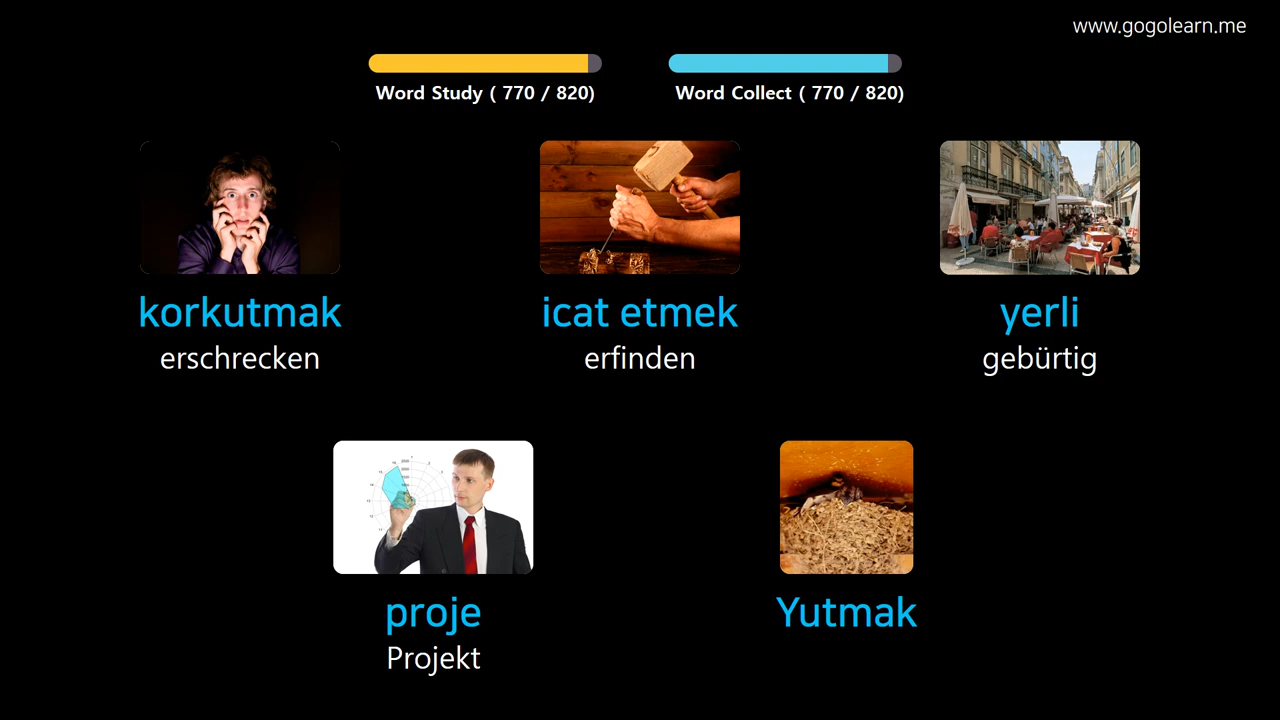 www.gogolearn.me
Word Study ( 770 / 820)
Word Collect ( 770 / 820)
korkutmak
erschrecken
icat etmek
erfinden
yerli
gebürtig
proje
Projekt
Yutmak